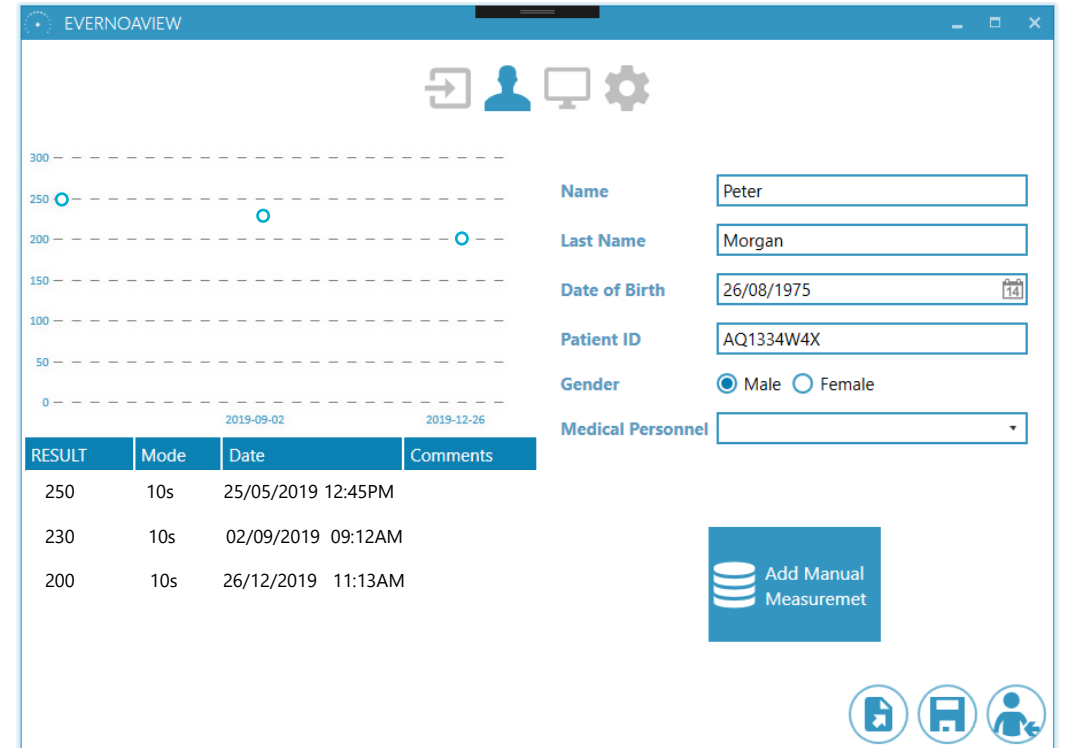 EVERNOAVIEW
300
250
200
150
100
50
0
2019-09-02 2019-12-26
RESULT Mode Date Comments
250 10s 25/05/2019 12:45PM
230 10s 02/09/2019 09:12AM
200 10s 26/12/2019 11:13AM
Name Peter
Last Name Morgan
Date of Birth 26/08/1975 14
Patient ID AQ1334W4X
Gender Male Female
Medical Personnel
Add Manual
Measuremet